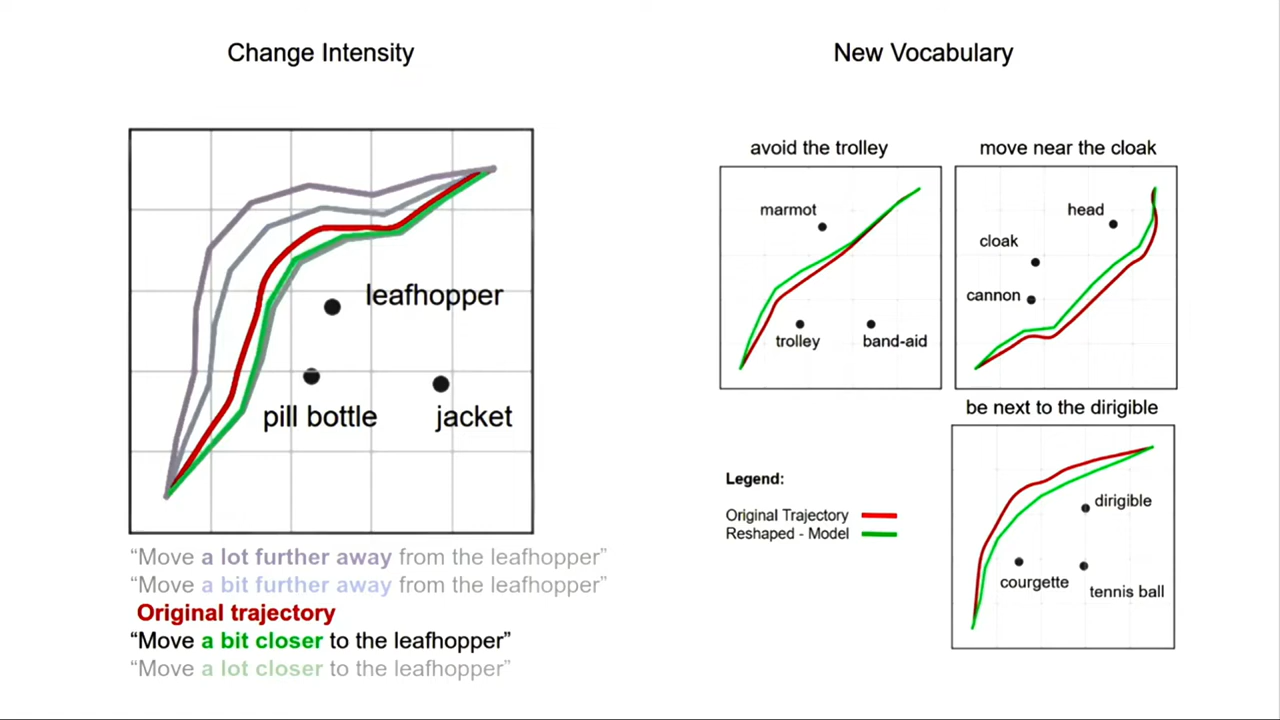 Change Intensity
leafhopper
pill bottle
jacket
“Move a lot further away from the leafhopper”
“Move a bit further away from the leafhopper”
Original trajectory
“Move a bit closer to the leafhopper”
“Move a lot closer to the leafhopper”
New Vocabulary
avoid the trolley
marmot
trolley
band-aid
move near the cloak
head
cloak
cannon
be next to the dirigible
dirigible
courgette
tennis ball
Legend:
Original Trajectory
Reshaped - Model